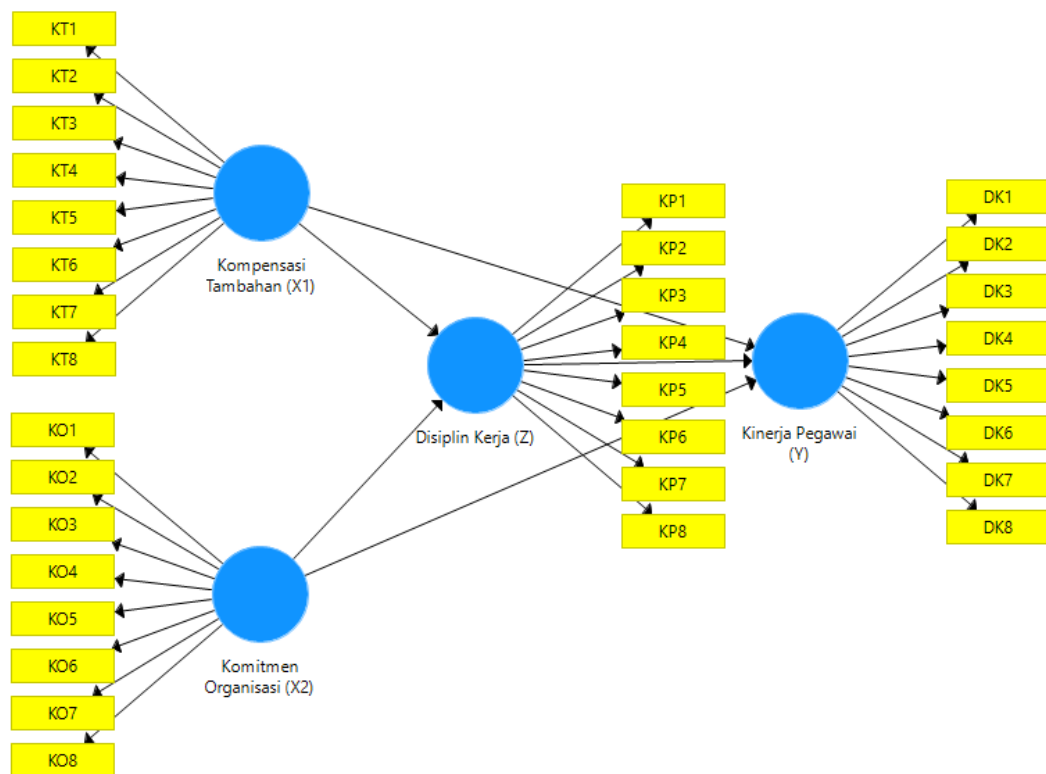 KT1
KT2
KT3
KT4
KT5
KT6
KT7
KT8
Kompensasi
Tambahan (X1)
KO1
KO2
KO3
KO4
KO5
KO6
KO7
KO8
Komitmen
Organisasi (X2)
Disiplin Kerja (Z)
KP1
KP2
KP3
KP4
KP5
KP6
KP7
KP8
Kinerja Pegawai
(Y)
DK1
DK2
DK3
DK4
DK5
DK6
DK7
DK8